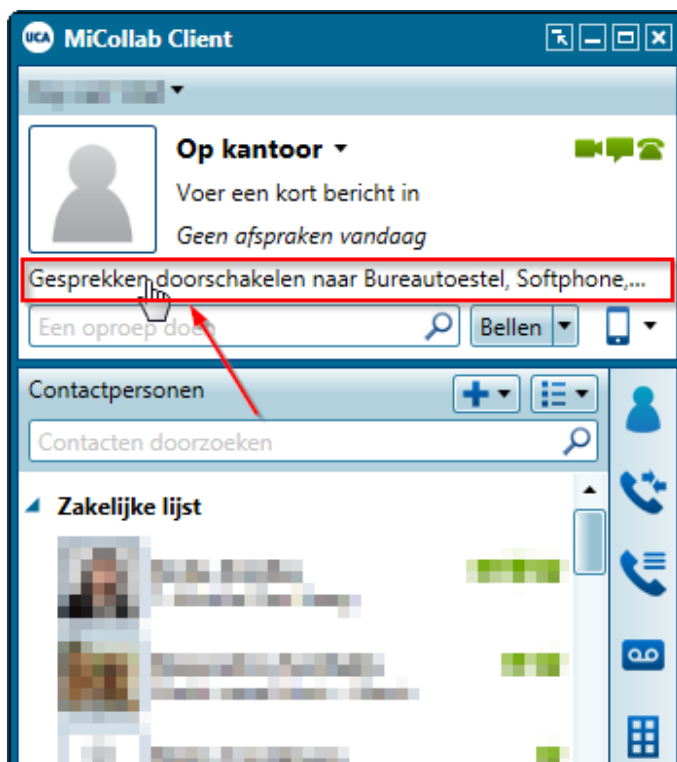 UCA MiCollab Client
Op kantoor
Voer een kort bericht in
Geen afspraken vandaag
Gesprekken doorschakelen naar Bureautoestel, Softphone,...
Een oproep doen
Bellen
Contactpersonen
Contacten doorzoeken
Zakelijke lijst